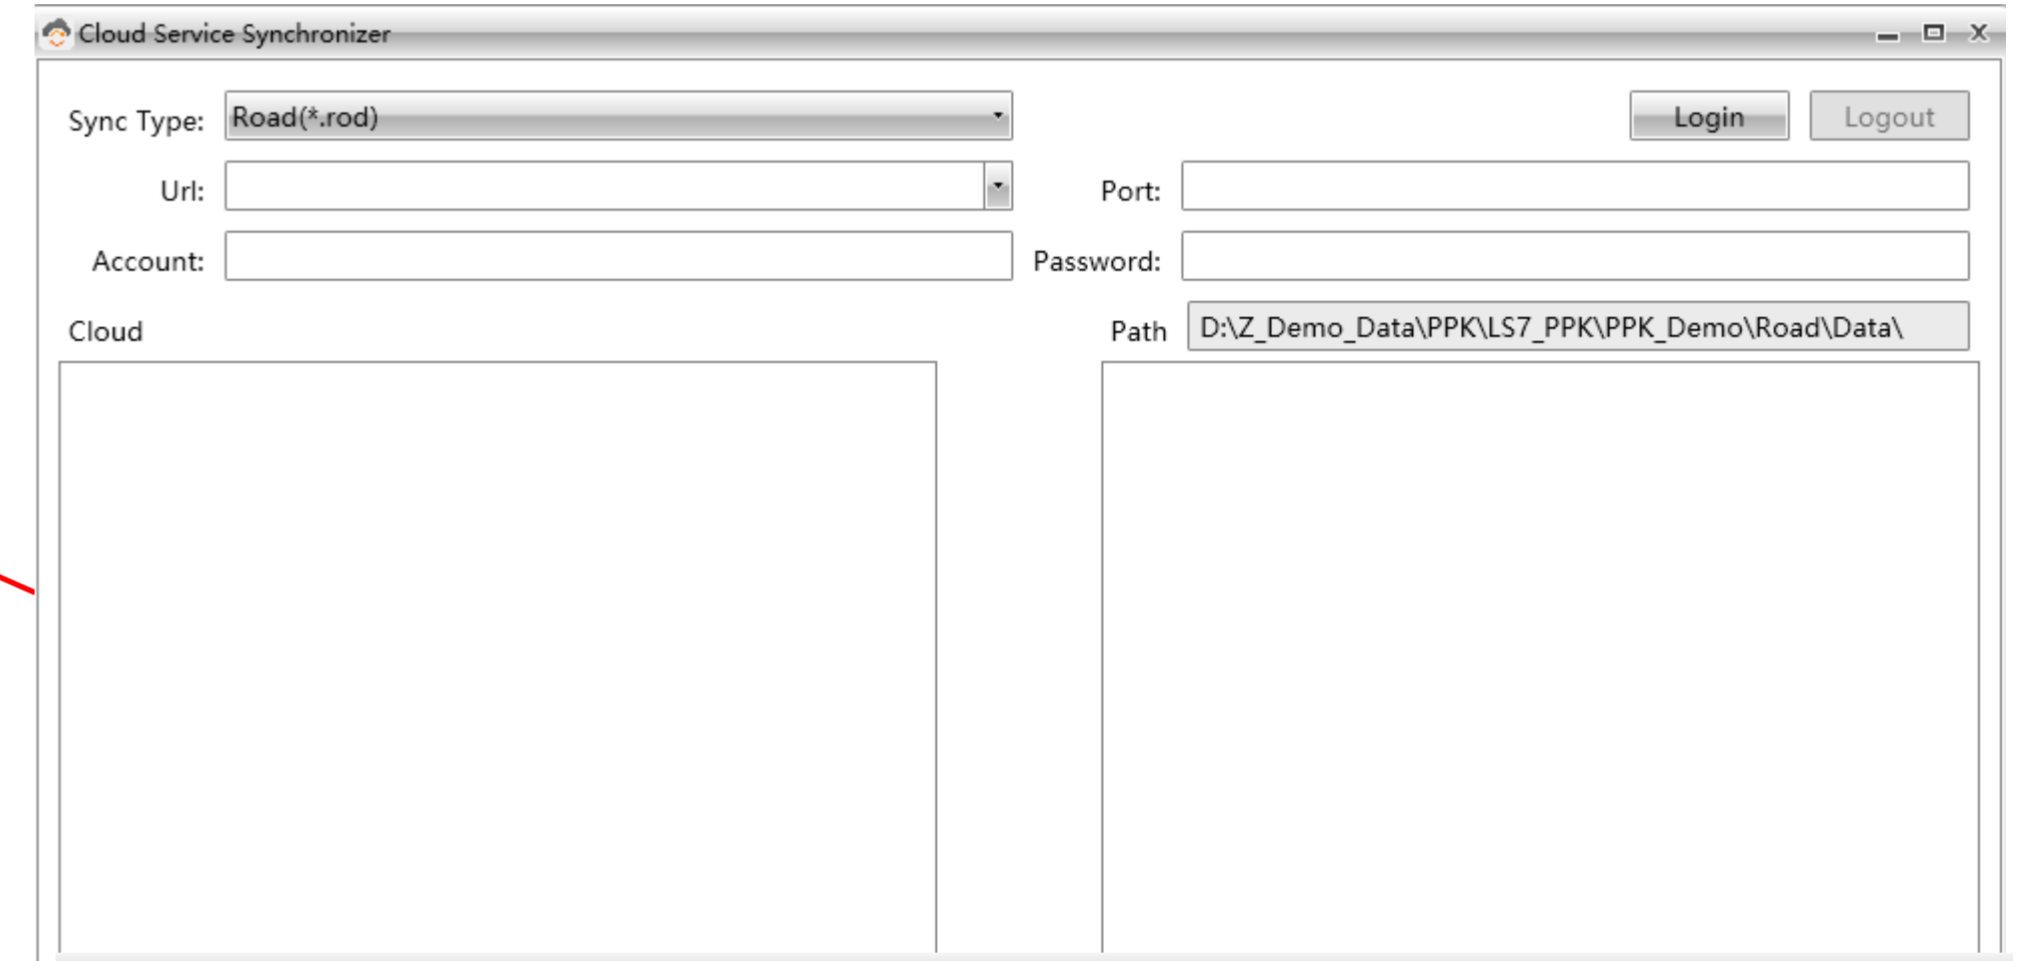 Cloud Service Synchronizer
Sync Type: Road(*.rod) Login Logout
Url: Port:
Account: Password:
Cloud Path D:\Z_Demo_Data\PPK\LS7_PPK\PPK_Demo\Road\Data\